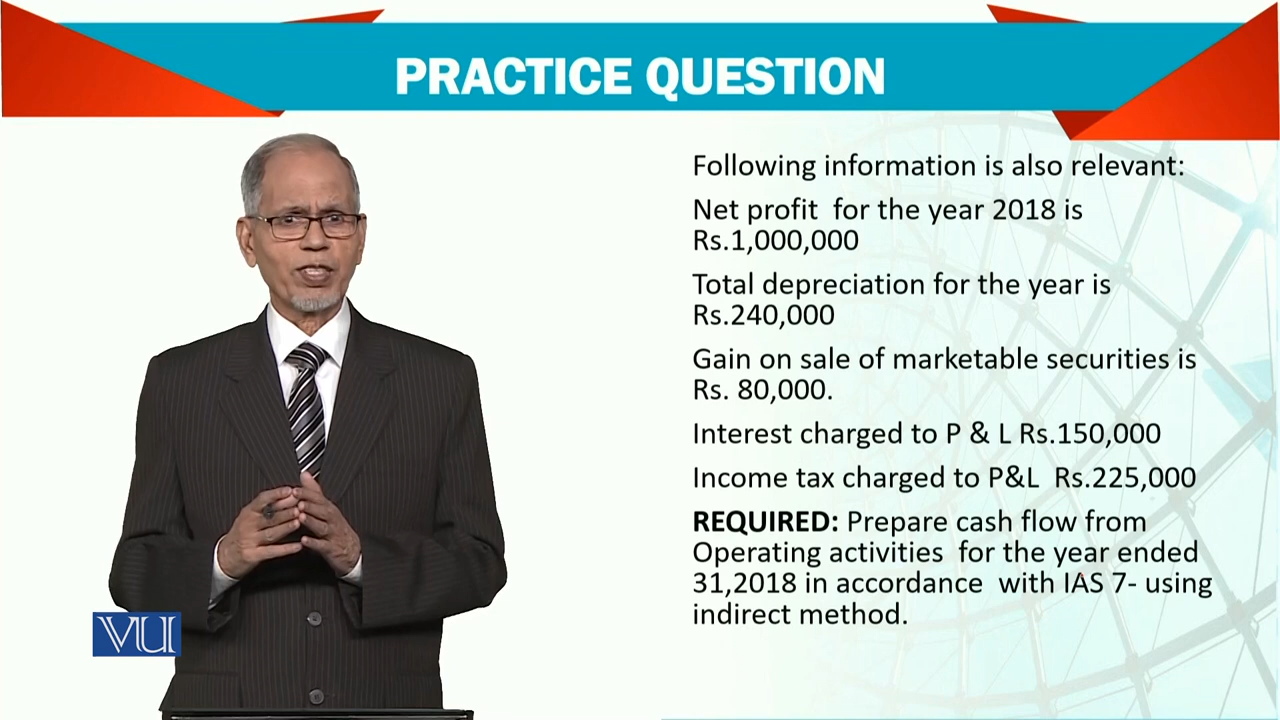 PRACTICE QUESTION
Following information is also relevant:
Net profit for the year 2018 is
Rs.1,000,000
Total depreciation for the year is
Rs.240,000
Gain on sale of marketable securities is
Rs. 80,000.
Interest charged to P & L Rs.150,000
Income tax charged to P&L Rs.225,000
REQUIRED: Prepare cash flow from
Operating activities for the year ended
31,2018 in accordance with IAS 7- using
indirect method.
VU